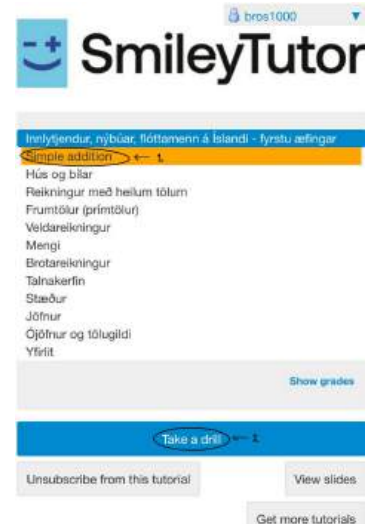 bros1000 ▼
SmileyTutor
Innlytjendur, nýbúar, flóttamenn á Íslandi - fyrstu æfingar
Simple addition ← 1.
Hús og bílar
Reikningur með heilum tölum
Frumtölur (prímtölur)
Veldareikningur
Mengi
Brotareikningur
Talnakerfin
Stæður
Jöfnur
Ójöfnur og tölugildi
Yfirlit
Show grades
Take a drill ← 2.
Unsubscribe from this tutorial
View slides
Get more tutorials